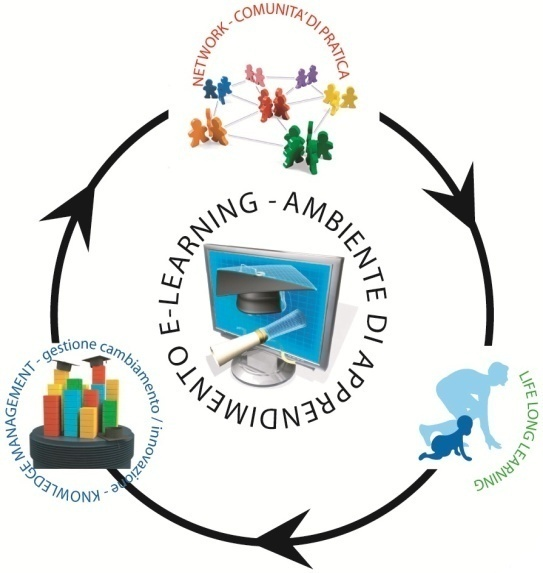 NETWORK - COMUNITA' DI PRATICA
E-LEARNING - AMBIENTE DI APPRENDIMENTO
LIFE LONG LEARNING
KNOWLEDGE MANAGEMENT - gestione cambiamento / innovazione -